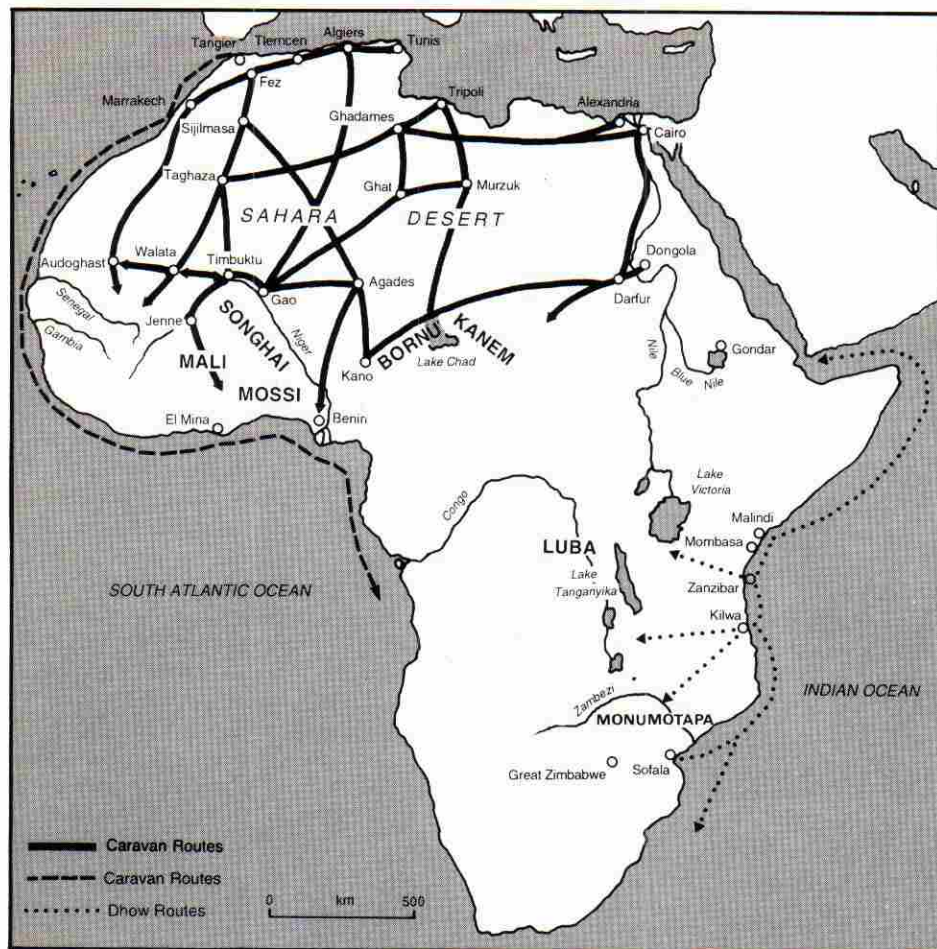 Tangier
Tlemcen
Algiers
Tunis
Fez
Marrakech
Tripoli
Alexandria
Ghadames
Sijilmasa
Cairo
Taghaza
Ghat
Murzuk
SAHARA
DESERT
Walata
Timbuktu
Dongola
Audoghast
Agades
Gao
Darfur
Senegal
SONGHAI
Jenne
Niger
BORNU
KANEM
Gambia
Nile
Gondar
MALI
Lake Chad
Kano
Blue
Nile
MOSSI
El Mina
Benin
Lake
Victoria
Congo
Malindi
Mombasa
LUBA
SOUTH ATLANTIC OCEAN
Lake
Tanganyika
Zanzibar
Kilwa
INDIAN OCEAN
Zambezi
MONUMOTAPA
Great Zimbabwe
Sofala
Caravan Routes
Caravan Routes
Dhow Routes
0 km 500